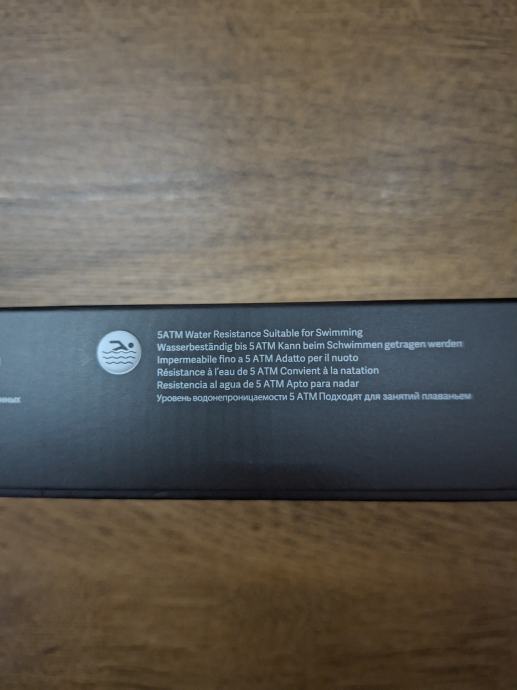 5ATM Water Resistance Suitable for Swimming
Wasserbeständig bis 5 ATM Kann beim Schwimmen getragen werden
Impermeabile fino a 5 ATM Adatto per il nuoto
Résistance à l'eau de 5 ATM Convient à la natation
Resistencia al agua de 5 ATM Apto para nadar
Уровень водонепроницаемости 5 ATM Подходят для занятий плаваньем